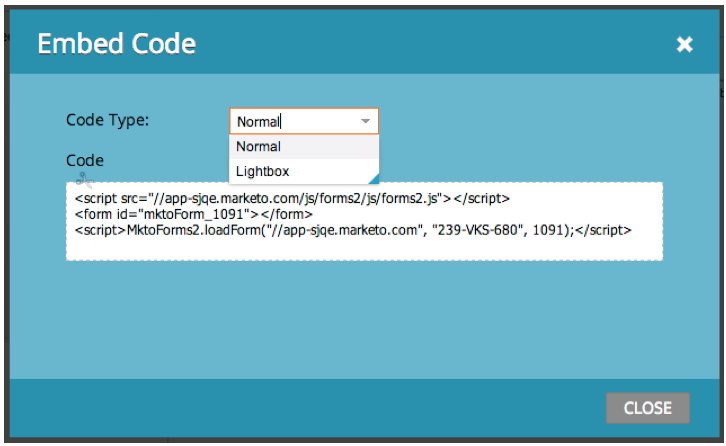 Embed Code
Code Type:
Normal
Normal
Lightbox
Code
<script src="//app-sjqe.marketo.com/js/forms2/js/forms2.js"></script>
<form id="mktoForm_1091"></form>
<script>MktoForms2.loadForm("//app-sjqe.marketo.com", "239-VKS-680", 1091);</script>
CLOSE